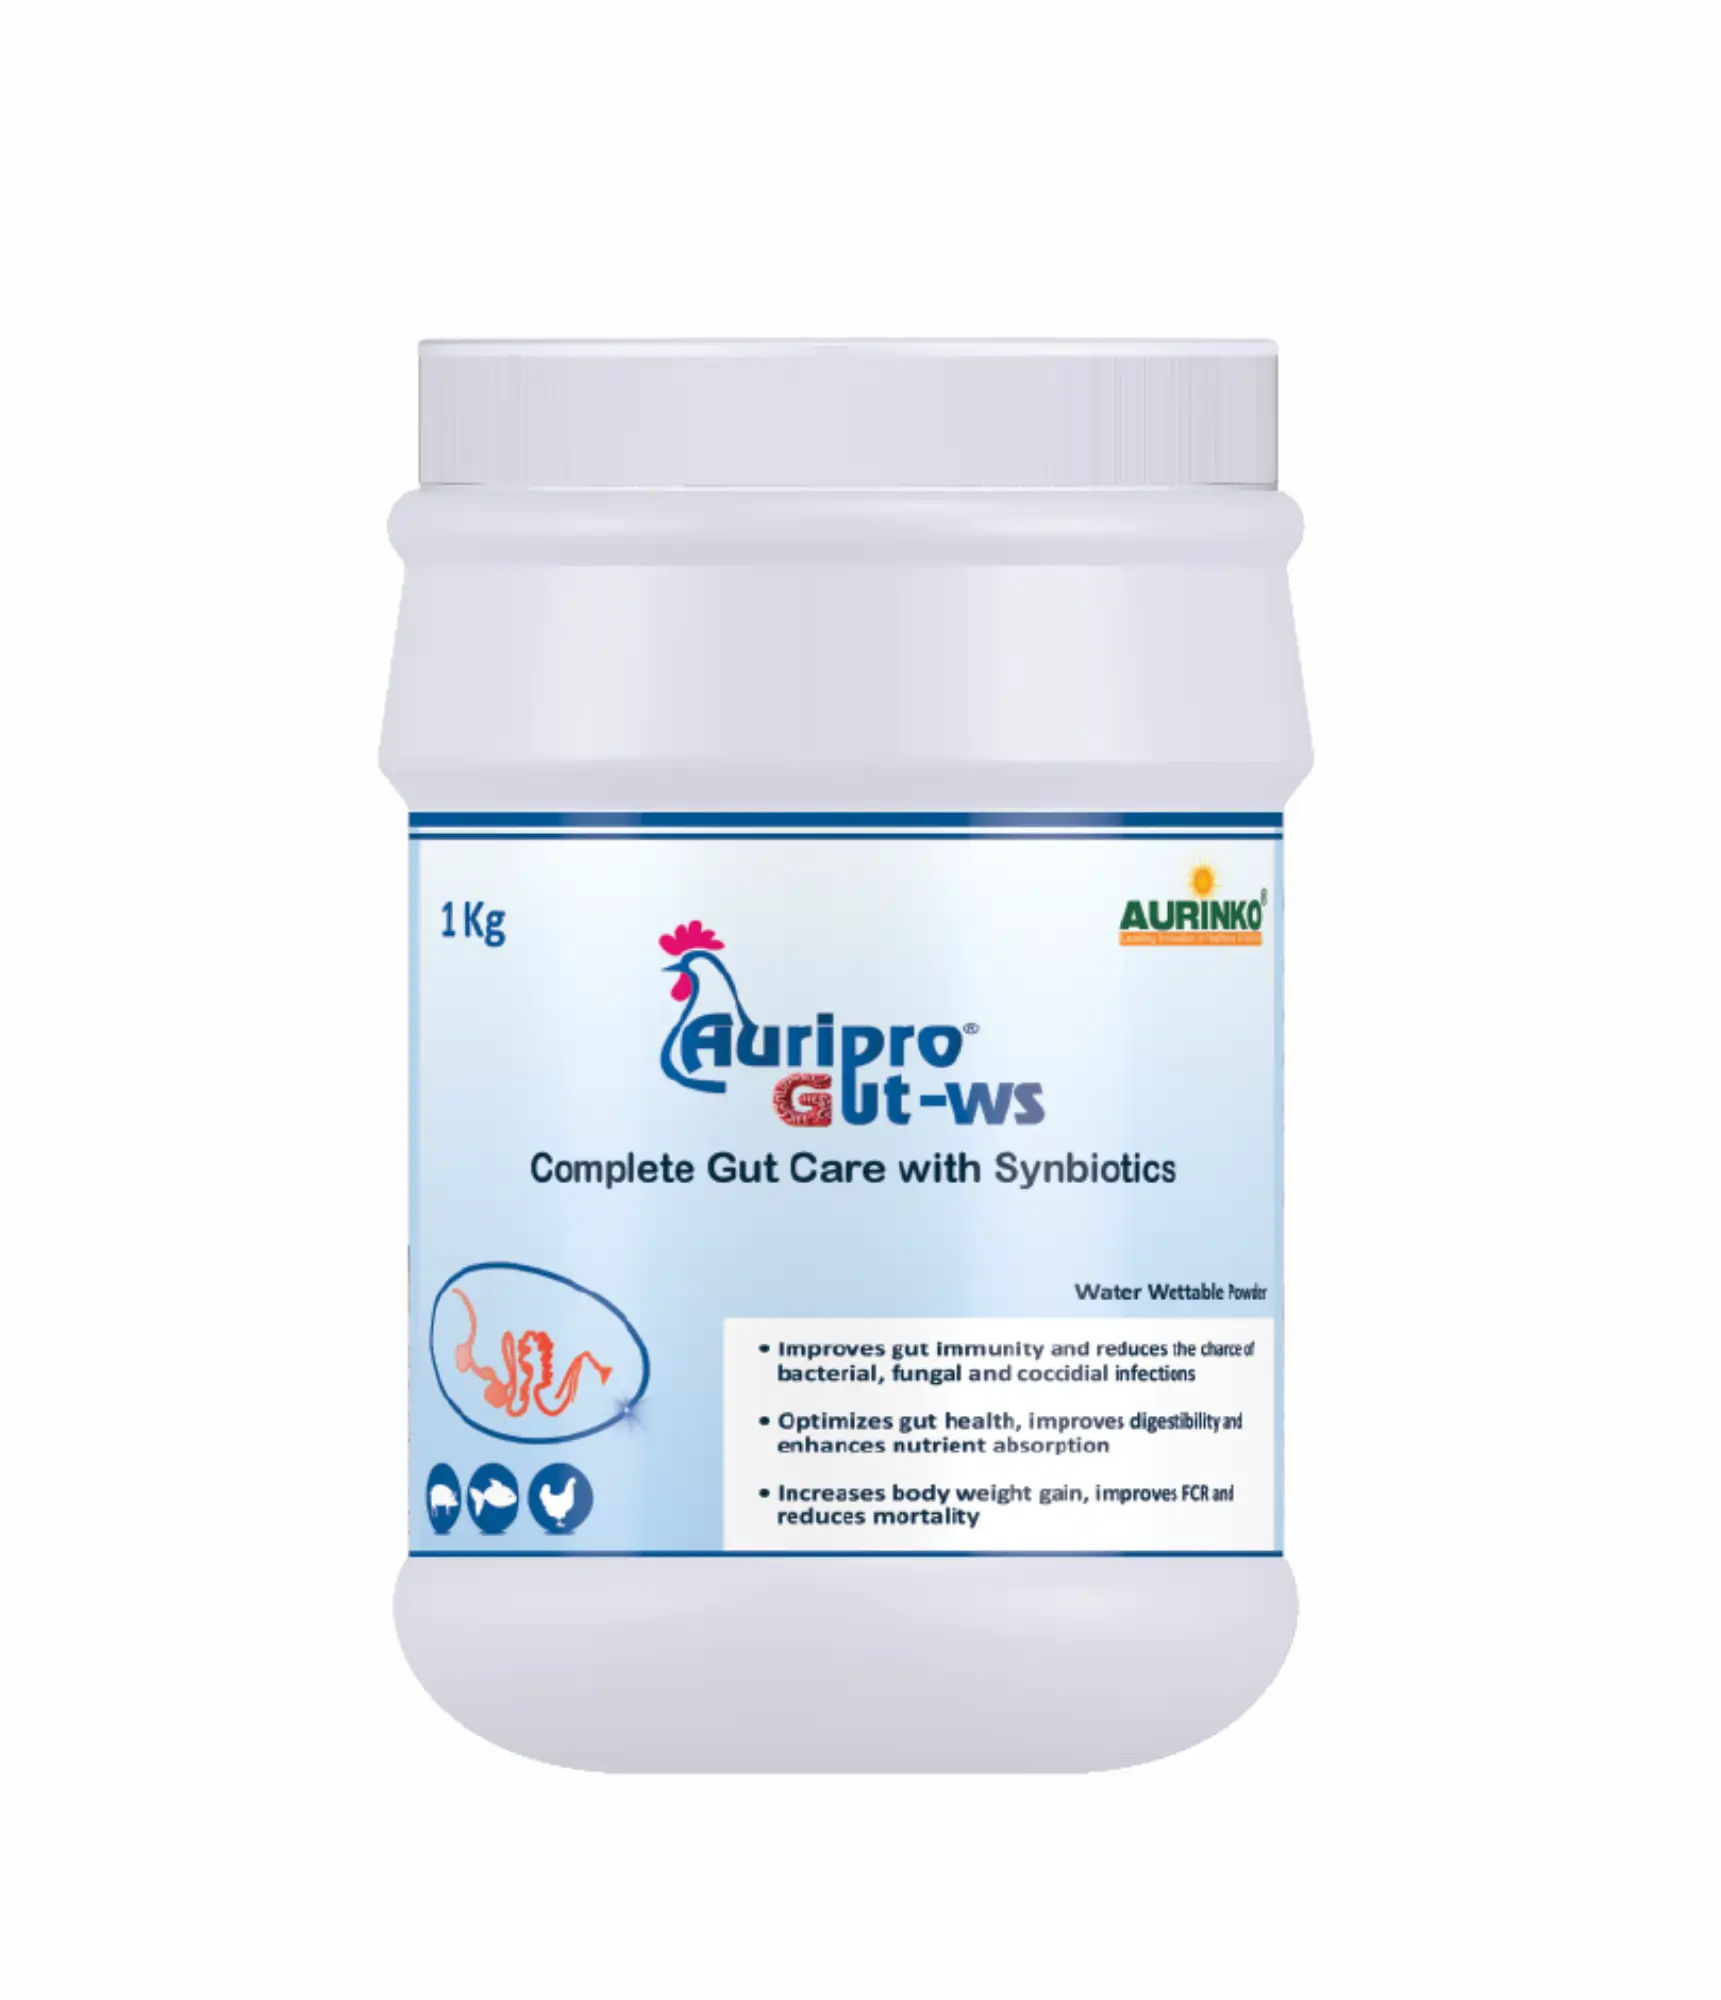 1 Kg
AURINKO®
Auripro®
Gut-WS
Complete Gut Care with Synbiotics
Water Wettable Powder
• Improves gut immunity and reduces the chance of
bacterial, fungal and coccidial infections
• Optimizes gut health, improves digestibility and
enhances nutrient absorption
• Increases body weight gain, improves FCR and
reduces mortality